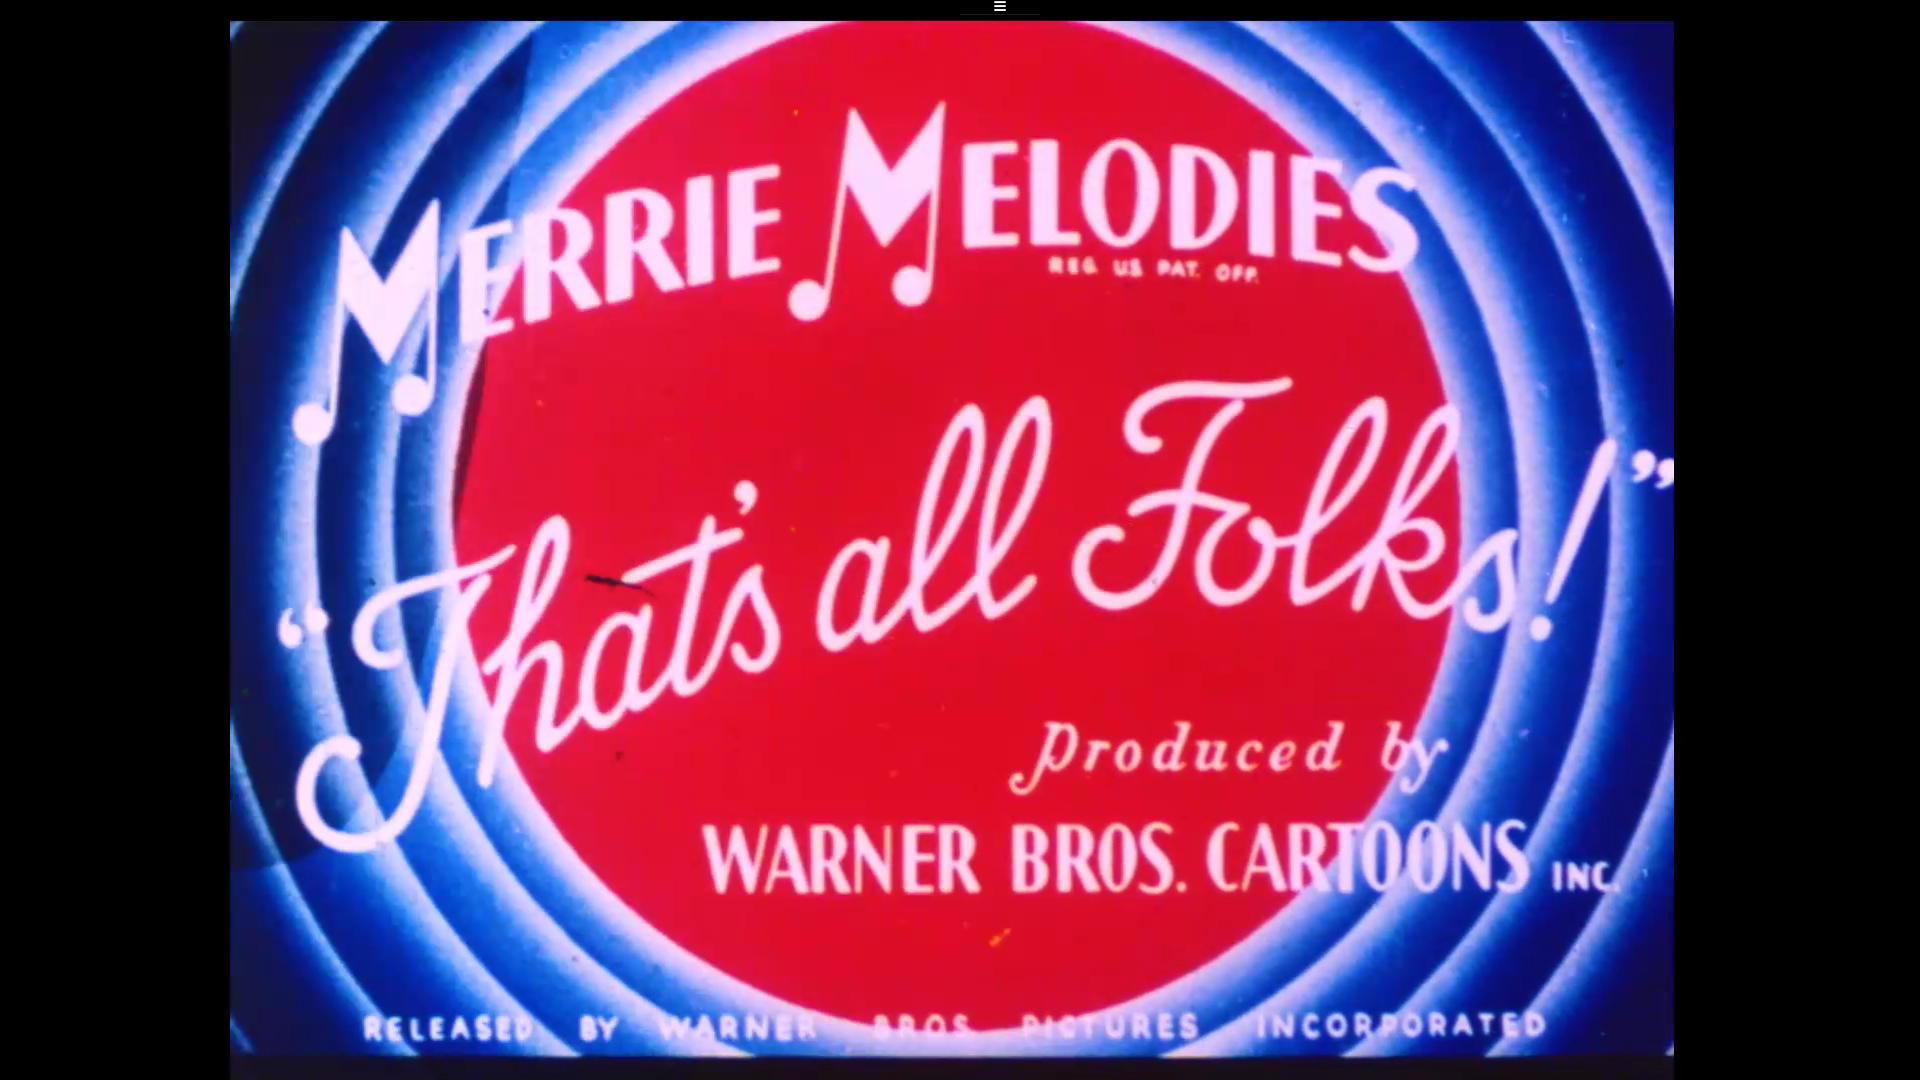 MERRIE MELODIES
REG. US PAT. OFF.
“That's all Folks!”
Produced by
WARNER BROS. CARTOONS INC.
RELEASED BY WARNER BROS PICTURES INCORPORATED